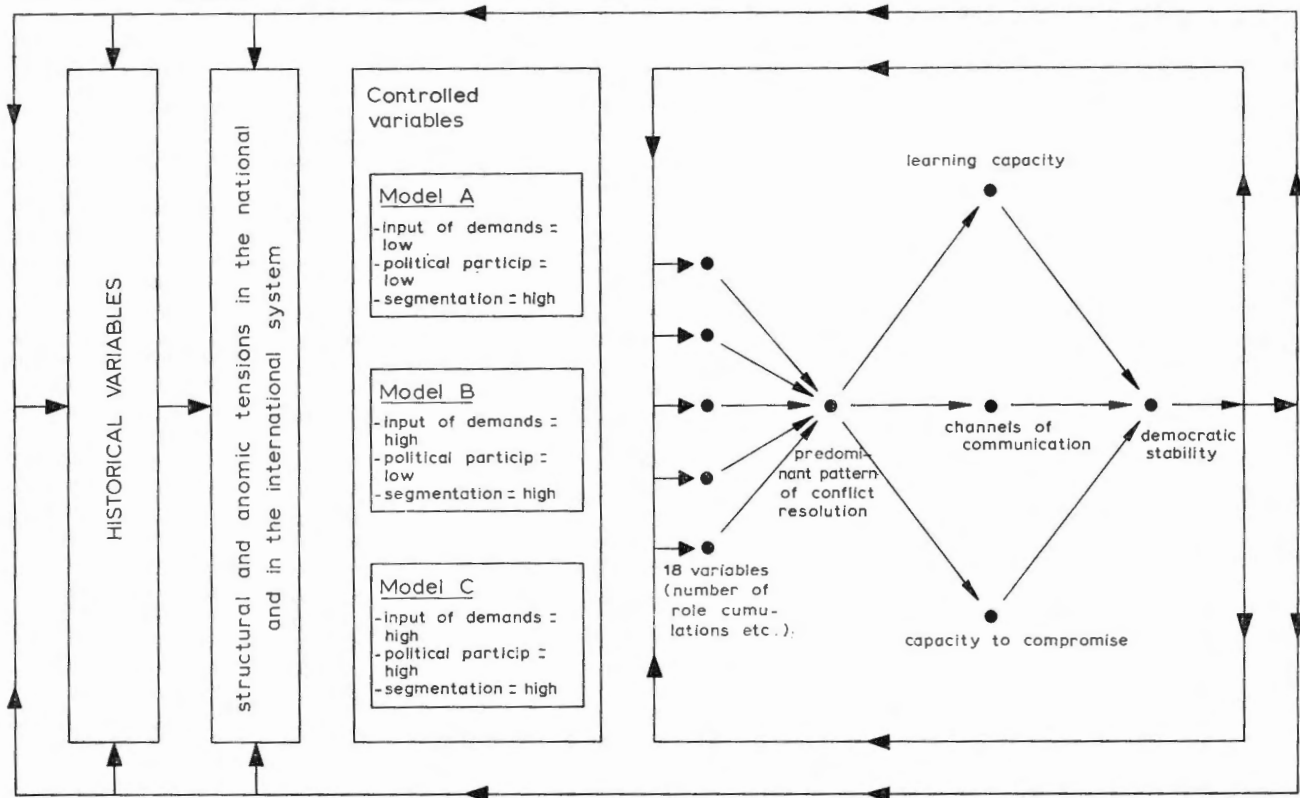 HISTORICAL VARIABLES
structural and anomic tensions in the national
and in the international system
Controlled
variables
Model A
-input of demands =
low
-political particip =
low
-segmentation = high
Model B
-input of demands =
high
-political particip =
low
-segmentation = high
Model C
-input of demands =
high
-political particip =
high
-segmentation = high
learning capacity
channels of
communication
democratic
stability
predomi-
nant pattern
of conflict
resolution
18 variables
(number of
role cumu-
lations etc.).
capacity to compromise